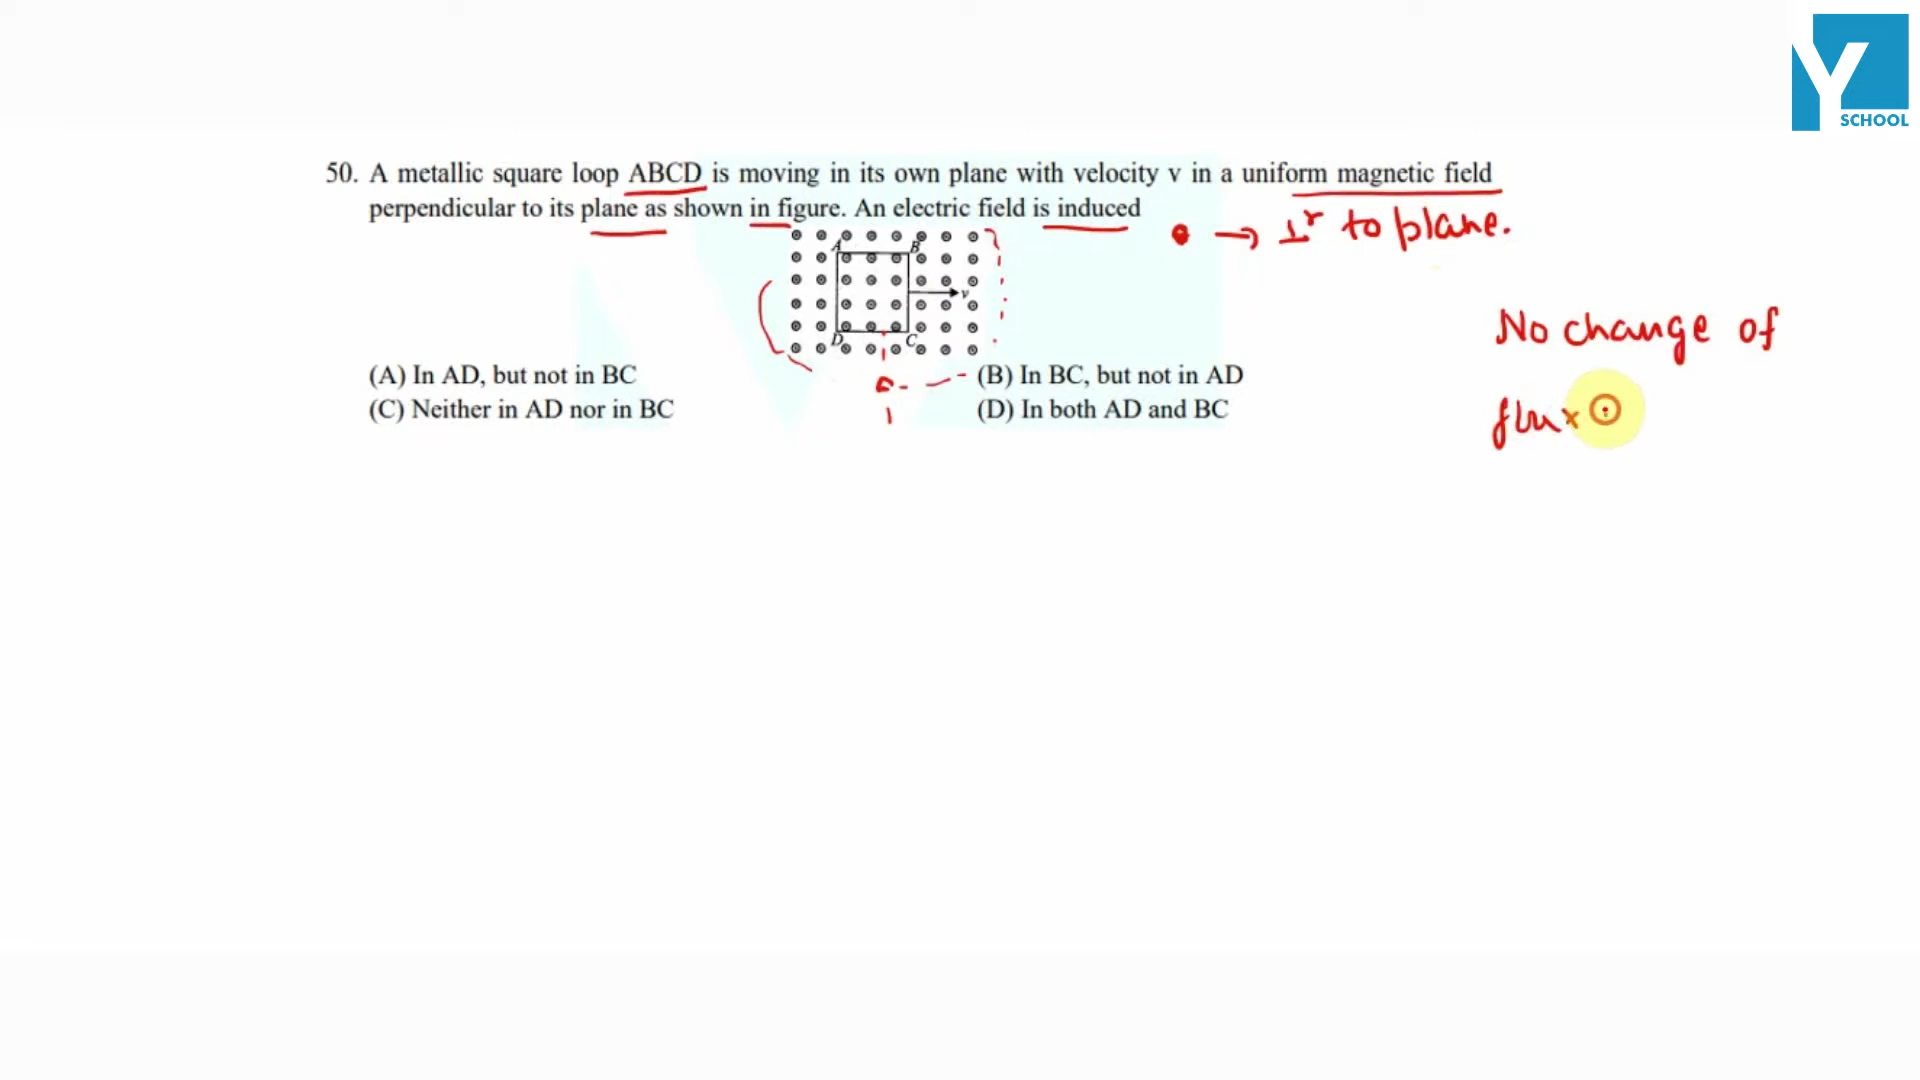 Y
SCHOOL
50. A metallic square loop ABCD is moving in its own plane with velocity v in a uniform magnetic field
perpendicular to its plane as shown in figure. An electric field is induced
• → ⊥r to plane.
A B
v
D C
No change of
flux
(A) In AD, but not in BC
(B) In BC, but not in AD
(C) Neither in AD nor in BC
(D) In both AD and BC